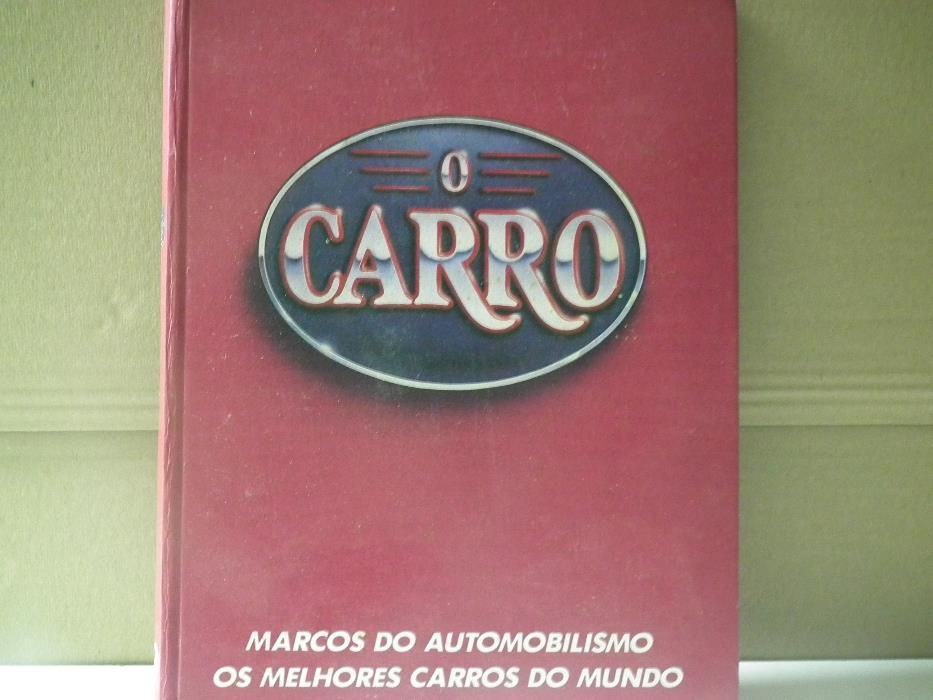 O
CARRO
MARCOS DO AUTOMOBILISMO
OS MELHORES CARROS DO MUNDO